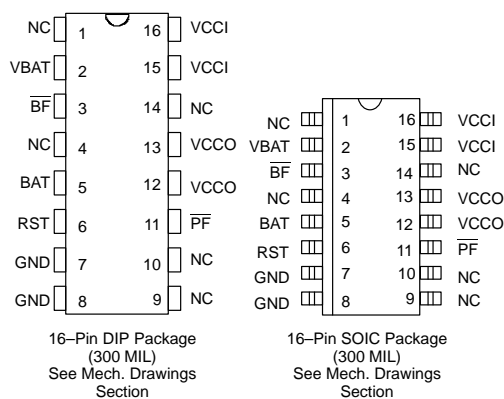 NC 1 16 VCCI
VBAT 2 15 VCCI
BF 3 14 NC
NC 4 13 VCCO
BAT 5 12 VCCO
RST 6 11 PF
GND 7 10 NC
GND 8 9 NC
16–Pin DIP Package
(300 MIL)
See Mech. Drawings
Section
NC 1 16 VCCI
VBAT 2 15 VCCI
BF 3 14 NC
NC 4 13 VCCO
BAT 5 12 VCCO
RST 6 11 PF
GND 7 10 NC
GND 8 9 NC
16–Pin SOIC Package
(300 MIL)
See Mech. Drawings
Section